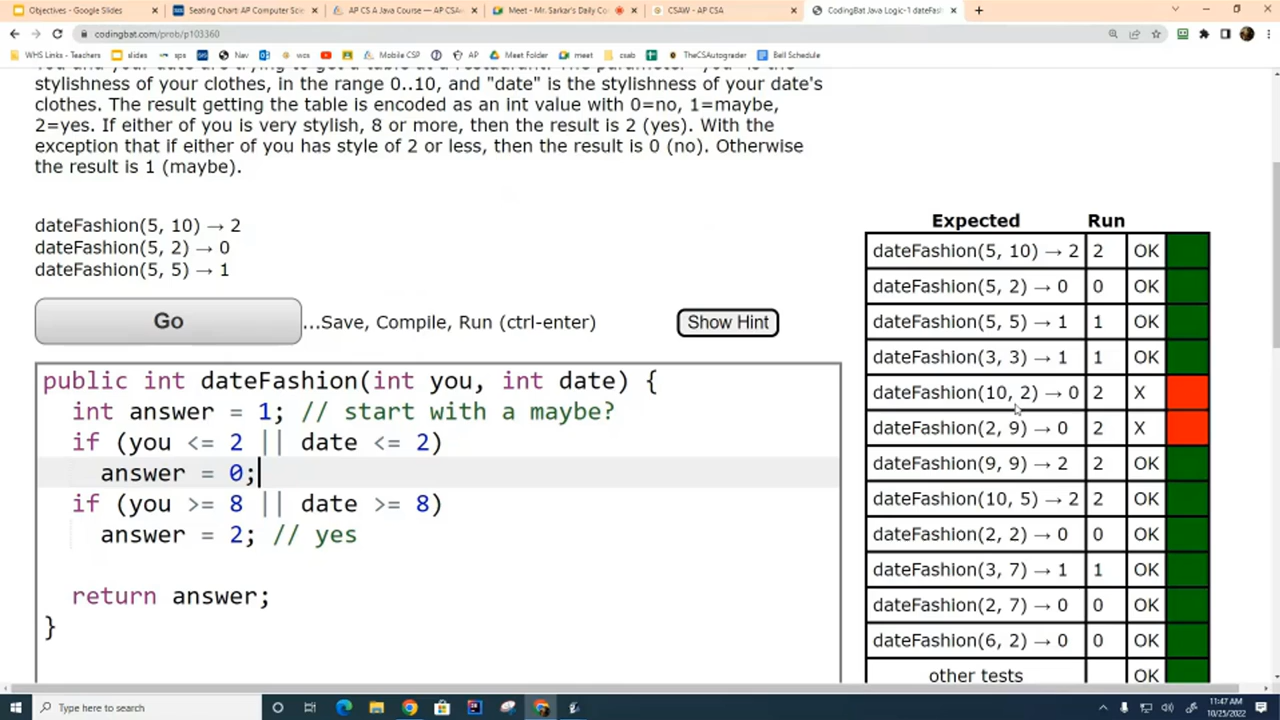 Objectives - Google Slides
Seating Chart: AP Computer Scie
AP CS A Java Course — AP CSAw
Meet - Mr. Sarkar's Daily Co
CSAW - AP CSA
CodingBat Java Logic-1 dateFash
codingbat.com/prob/p103360
WHS Links - Teachers
slides
sps
Nav
wcs
Mobile CSP
AP
Meet Folder
meet
csab
TheCSAutograder
Bell Schedule
stylishness of your clothes, in the range 0..10, and "date" is the stylishness of your date's
clothes. The result getting the table is encoded as an int value with 0=no, 1=maybe,
2=yes. If either of you is very stylish, 8 or more, then the result is 2 (yes). With the
exception that if either of you has style of 2 or less, then the result is 0 (no). Otherwise
the result is 1 (maybe).
dateFashion(5, 10) → 2
dateFashion(5, 2) → 0
dateFashion(5, 5) → 1
Go
...Save, Compile, Run (ctrl-enter)
Show Hint
public int dateFashion(int you, int date) {
int answer = 1; // start with a maybe?
if (you <= 2 || date <= 2)
answer = 0;
if (you >= 8 || date >= 8)
answer = 2; // yes
return answer;
}
Expected Run
dateFashion(5, 10) → 2 2 OK
dateFashion(5, 2) → 0 0 OK
dateFashion(5, 5) → 1 1 OK
dateFashion(3, 3) → 1 1 OK
dateFashion(10, 2) → 0 2 X
dateFashion(2, 9) → 0 2 X
dateFashion(9, 9) → 2 2 OK
dateFashion(10, 5) → 2 2 OK
dateFashion(2, 2) → 0 0 OK
dateFashion(3, 7) → 1 1 OK
dateFashion(2, 7) → 0 0 OK
dateFashion(6, 2) → 0 0 OK
other tests OK
Type here to search
11:47 AM
10/25/2022